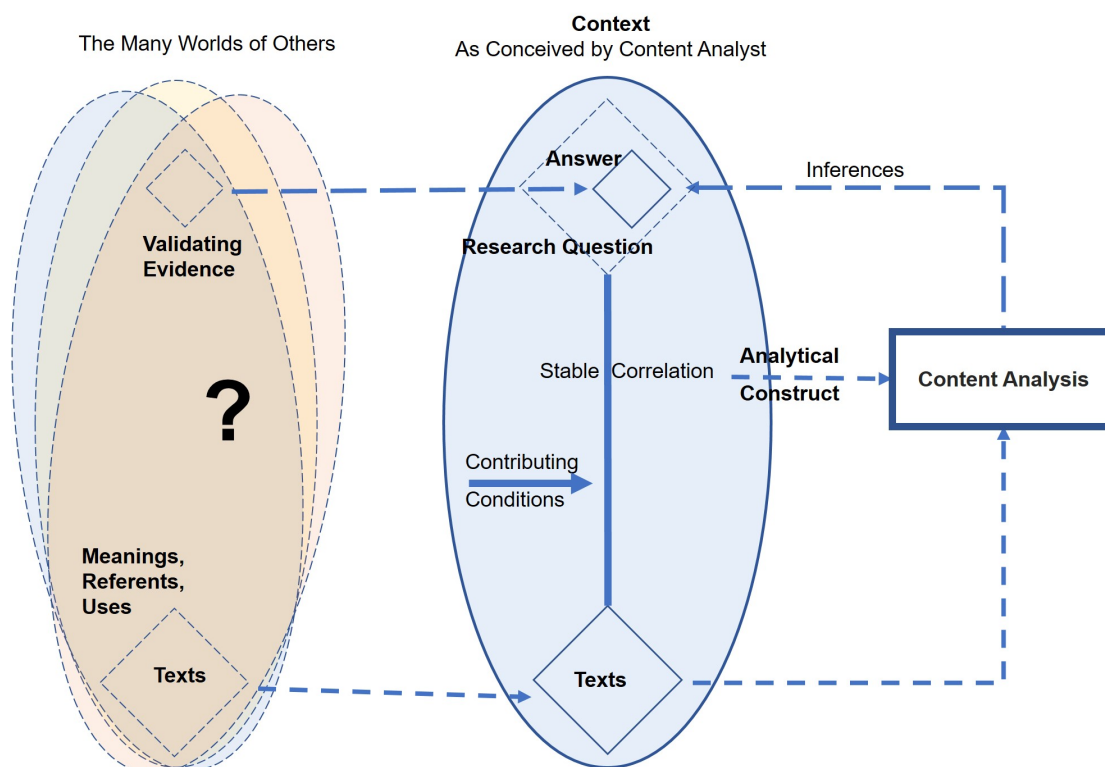 The Many Worlds of Others
Context
As Conceived by Content Analyst
Answer
Inferences
Validating
Evidence
Research Question
Stable Correlation
Analytical
Construct
Content Analysis
?
Contributing
Conditions
Meanings,
Referents,
Uses
Texts
Texts